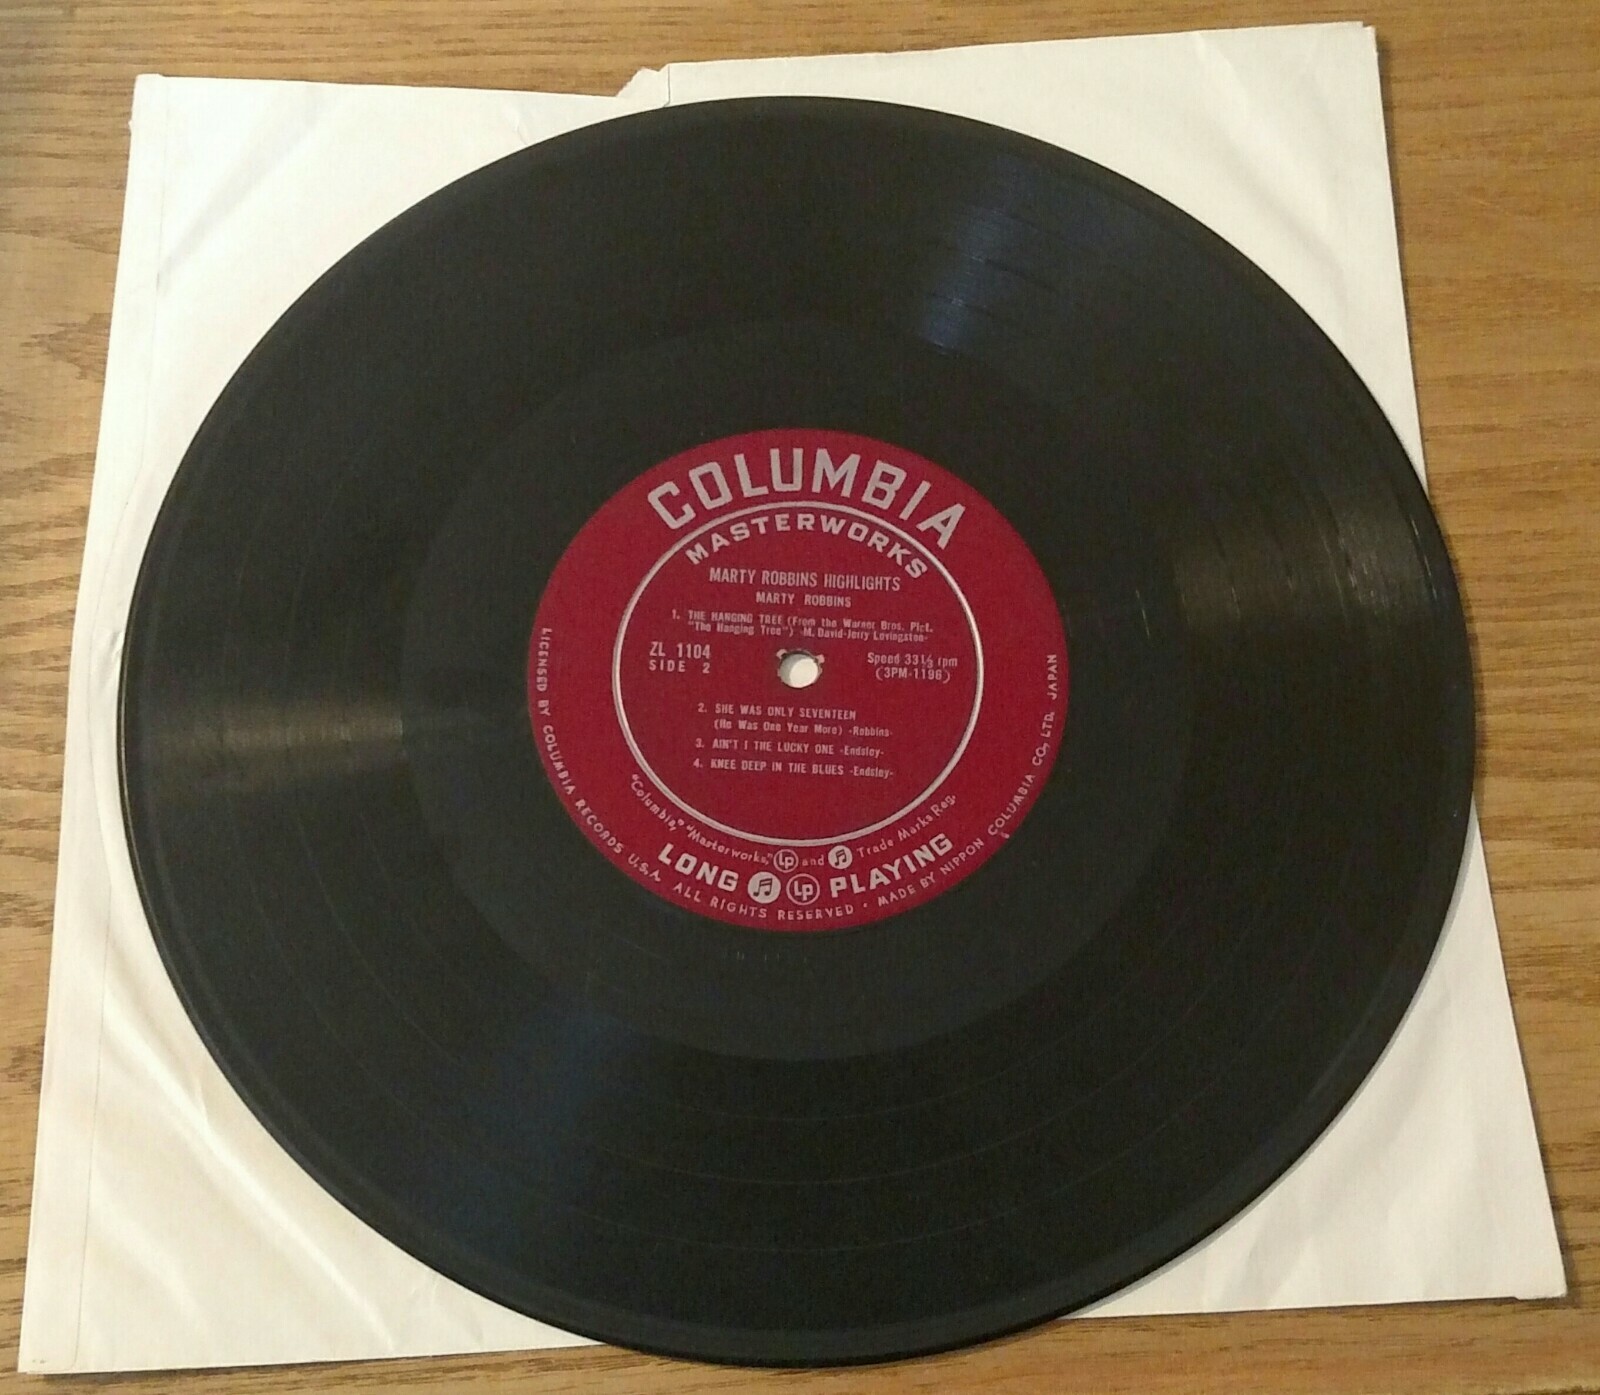 COLUMBIA
MASTERWORKS
MARTY ROBBINS HIGHLIGHTS
MARTY ROBBINS
1. THE HANGING TREE (From the Warner Bros. Pict.
"The Hanging Tree") -M. David-Jerry Lovingston-
ZL 1104
SIDE 2
Speed 33⅓ rpm
(3PM-1196)
2. SHE WAS ONLY SEVENTEEN
(He Was One Year More) -Robbins-
3. AIN'T I THE LUCKY ONE -Endsley-
4. KNEE DEEP IN THE BLUES -Endsley-
"Columbia," "Masterworks," Lp and Trade Marks Reg.
LONG Lp PLAYING
LICENSED BY COLUMBIA RECORDS U.S.A. ALL RIGHTS RESERVED · MADE BY NIPPON COLUMBIA CO., LTD. JAPAN